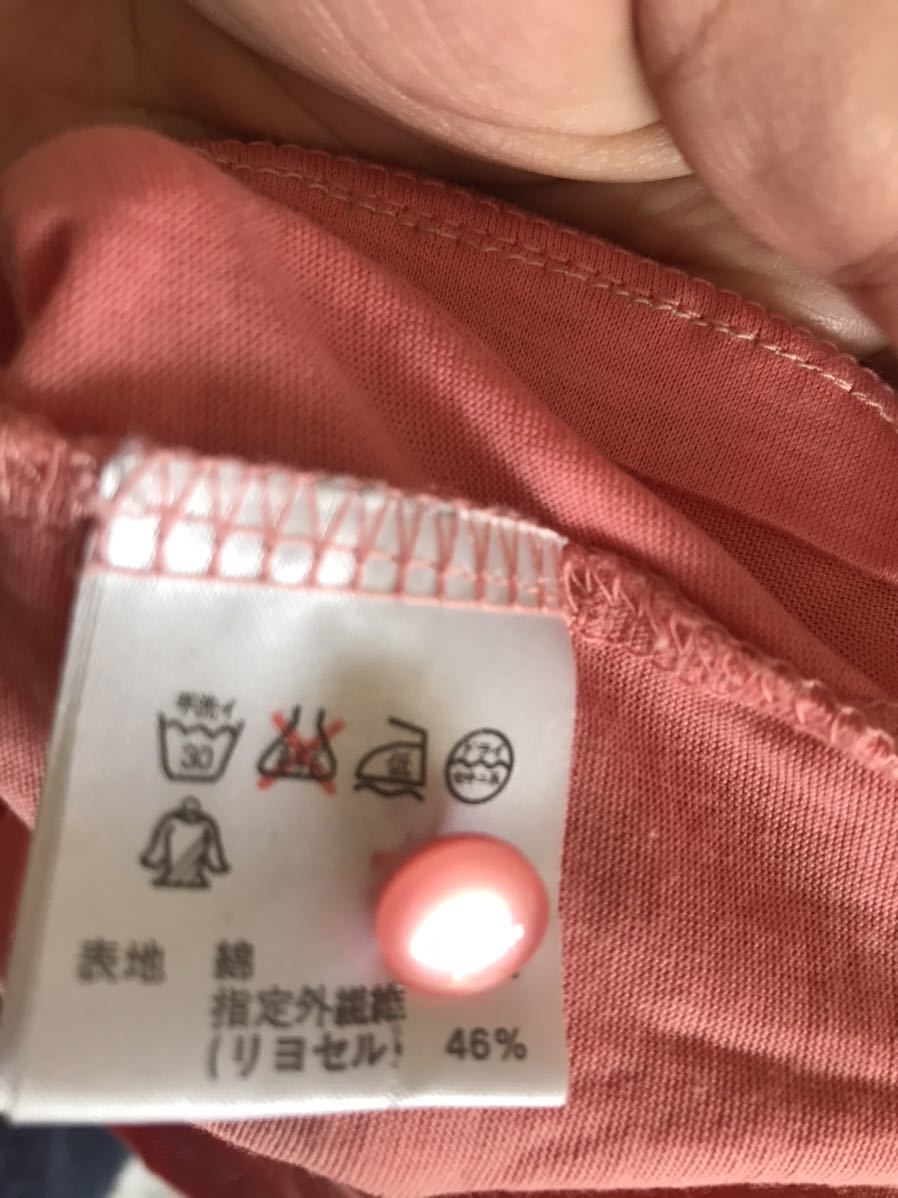 手洗イ
30
低
ドライ
セキユ系
表地 綿
指定外繊維
(リヨセル) 46%